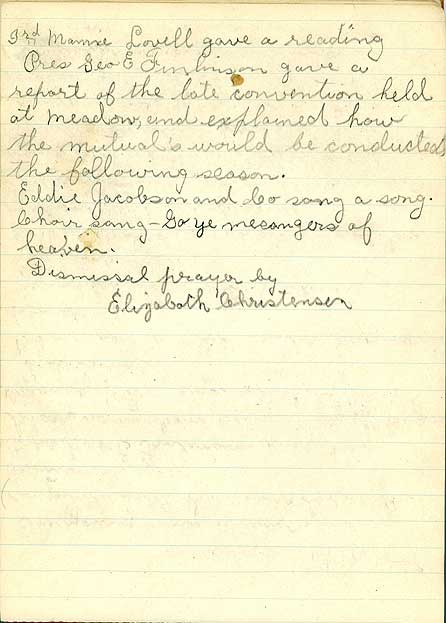 3rd Mamie Lovell gave a reading
Pres Geo E Finlinson gave a
report of the late convention held
at Meadow, and explained how
the mutual's would be conducted
the following season.
Eddie Jacobson and Co sang a song.
Choir sang - Go ye mesangers of
heaven.
Dismissal prayer by
Elizabeth Christensen